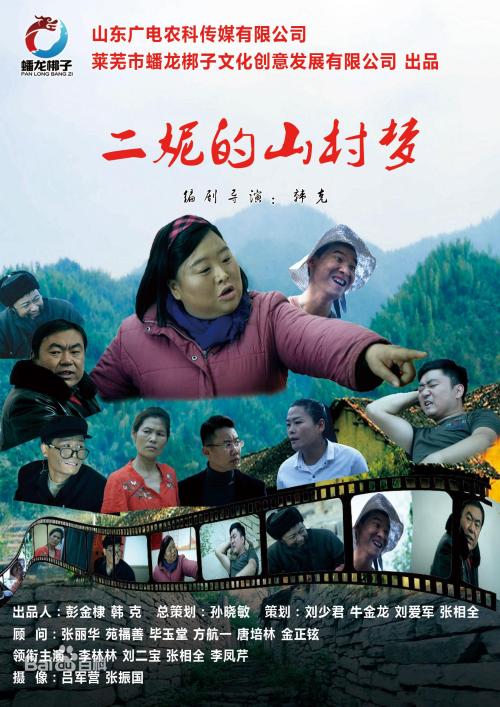 山东广电农科传媒有限公司
莱芜市蟠龙梆子文化创意发展有限公司 出品
蟠龙梆子
PAN LONG BANG ZI
二妮的山村梦
编剧导演：韩克
出品人：彭金棣 韩 克 总策划：孙晓敏 策划：刘少君 牛金龙 刘爱军 张相全
顾 问：张丽华 苑福善 毕玉堂 方航一 唐培林 金正铉
领衔主演：李林林 刘二宝 张相全 李凤芹
摄 像：吕军营 张振国
Baidu百科